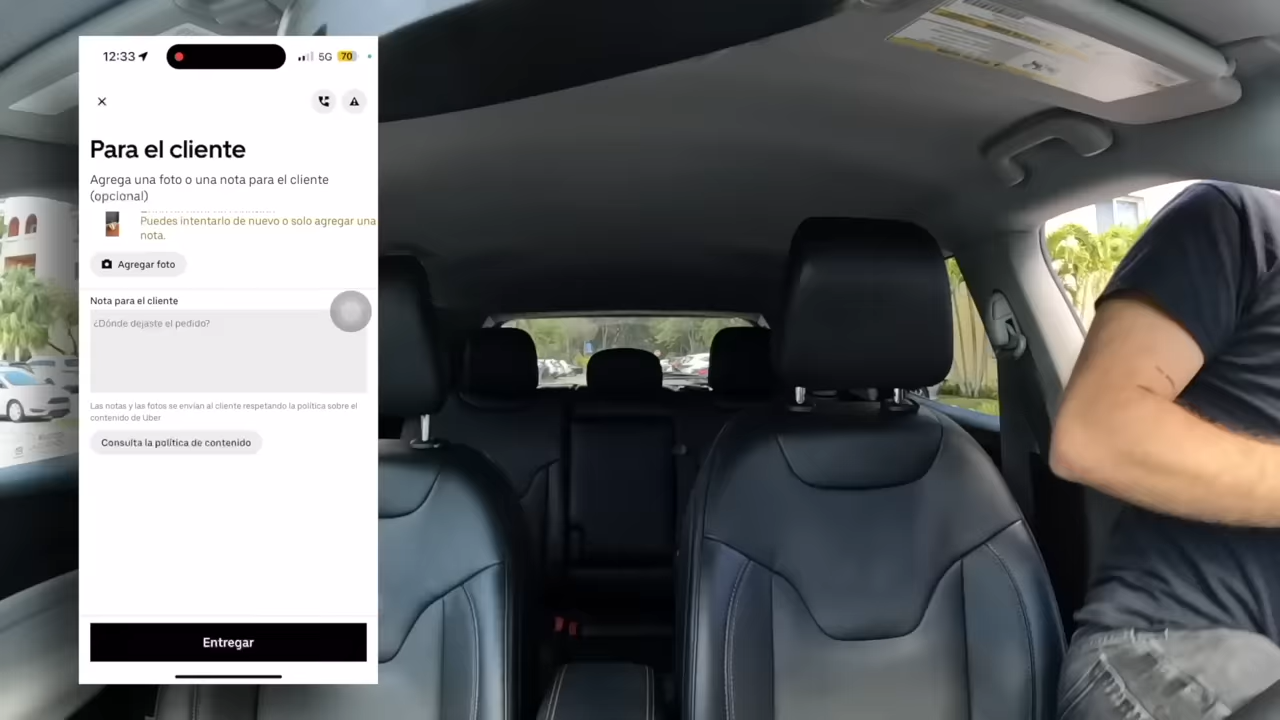 12:33
5G 70
Para el cliente
Agrega una foto o una nota para el cliente
(opcional)
Puedes intentarlo de nuevo o solo agregar una
nota.
Agregar foto
Nota para el cliente
¿Dónde dejaste el pedido?
Las notas y las fotos se envían al cliente respetando la política sobre el
contenido de Uber
Consulta la política de contenido
Entregar